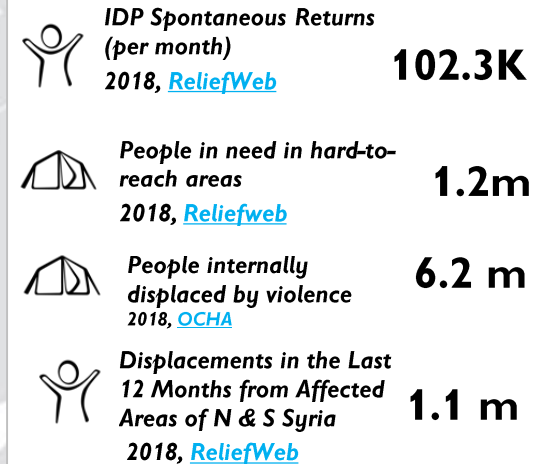 IDP Spontaneous Returns
(per month)
2018, ReliefWeb
102.3K
People in need in hard-to-
reach areas
2018, Reliefweb
1.2m
People internally
displaced by violence
2018, OCHA
6.2 m
Displacements in the Last
12 Months from Affected
Areas of N & S Syria
2018, ReliefWeb
1.1 m